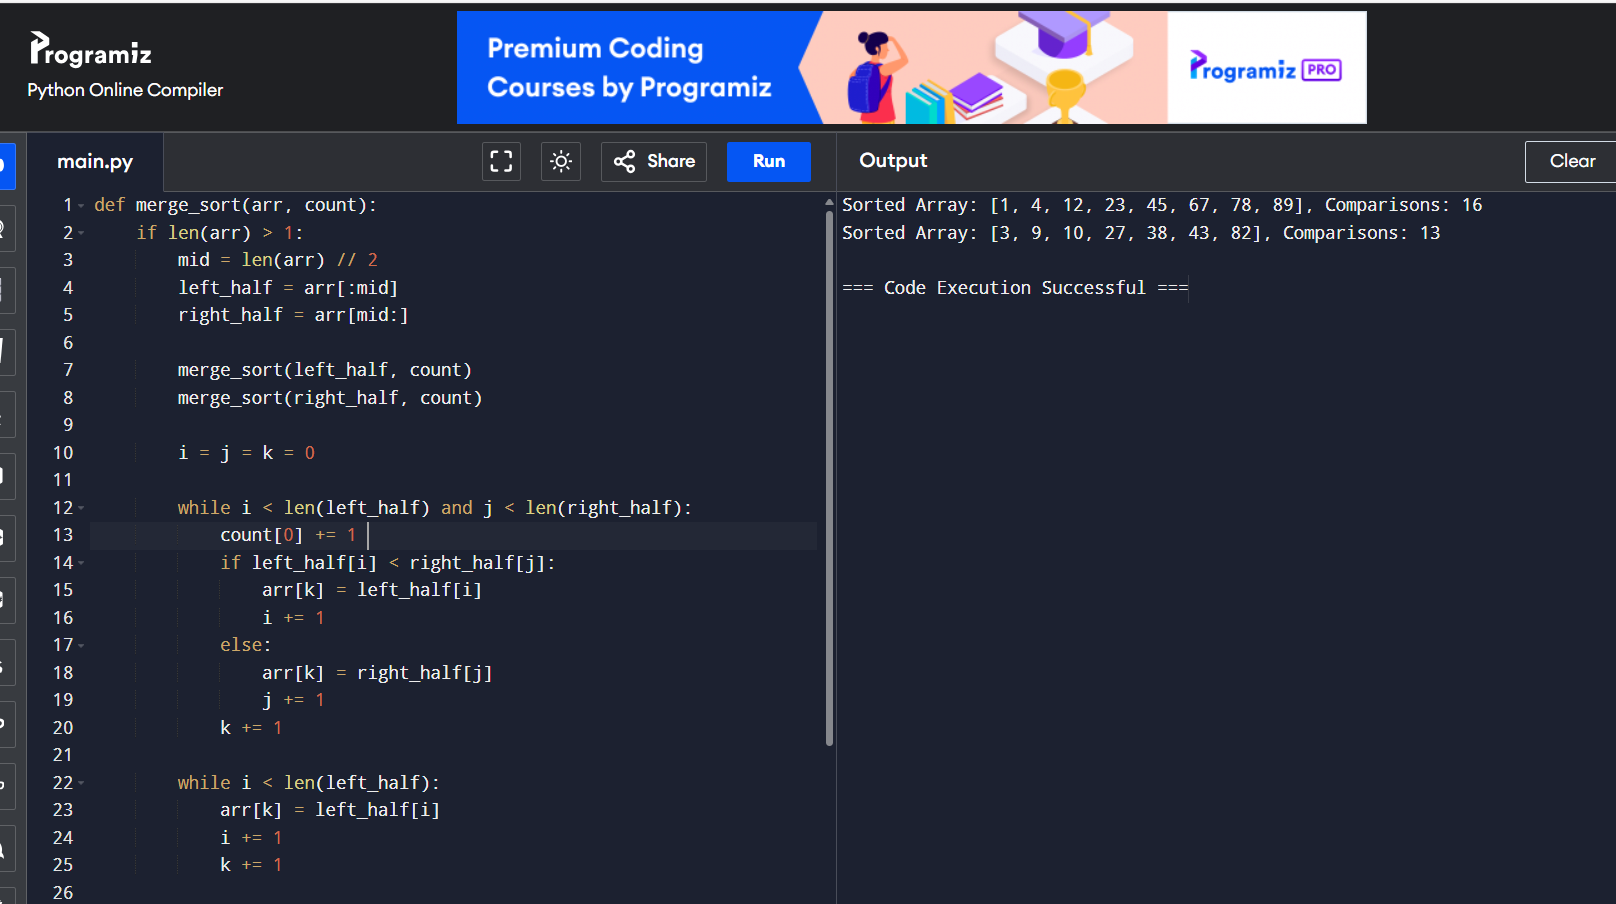 Programiz
Python Online Compiler
Premium Coding
Courses by Programiz
Programiz PRO
main.py
Share
Run
Output
Clear
1 def merge_sort(arr, count):
2     if len(arr) > 1:
3         mid = len(arr) // 2
4         left_half = arr[:mid]
5         right_half = arr[mid:]
6
7         merge_sort(left_half, count)
8         merge_sort(right_half, count)
9
10         i = j = k = 0
11
12         while i < len(left_half) and j < len(right_half):
13             count[0] += 1
14             if left_half[i] < right_half[j]:
15                 arr[k] = left_half[i]
16                 i += 1
17             else:
18                 arr[k] = right_half[j]
19                 j += 1
20             k += 1
21
22         while i < len(left_half):
23             arr[k] = left_half[i]
24             i += 1
25             k += 1
26
Sorted Array: [1, 4, 12, 23, 45, 67, 78, 89], Comparisons: 16
Sorted Array: [3, 9, 10, 27, 38, 43, 82], Comparisons: 13
=== Code Execution Successful ===